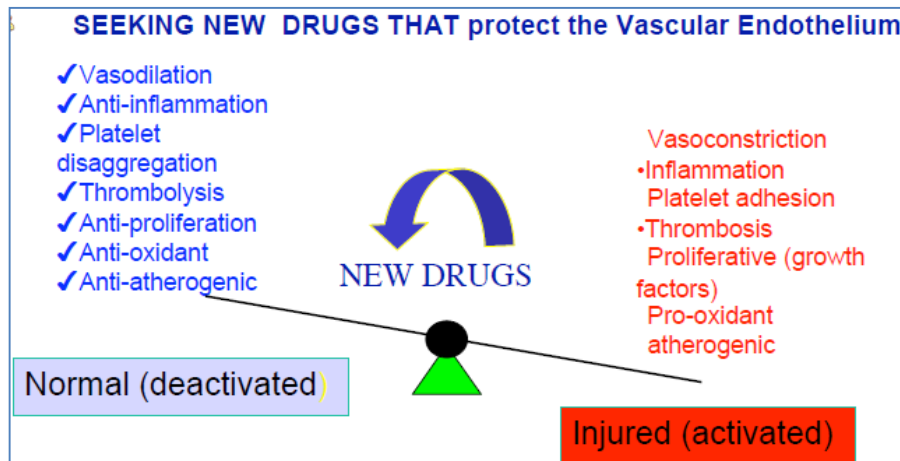 SEEKING NEW DRUGS THAT protect the Vascular Endothelium
✓Vasodilation
✓Anti-inflammation
✓Platelet
disaggregation
✓Thrombolysis
✓Anti-proliferation
✓Anti-oxidant
✓Anti-atherogenic
NEW DRUGS
Vasoconstriction
•Inflammation
Platelet adhesion
•Thrombosis
Proliferative (growth
factors)
Pro-oxidant
atherogenic
Normal (deactivated)
Injured (activated)